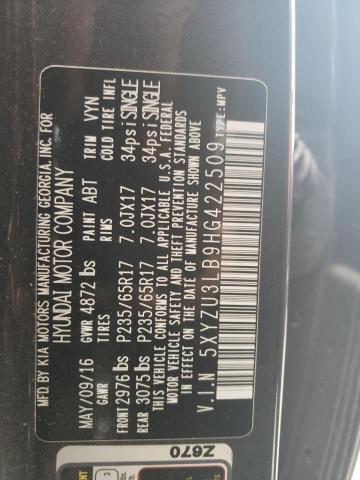 MFD. BY KIA MOTORS MANUFACTURING GEORGIA, INC. FOR
HYUNDAI MOTOR COMPANY
MAY/09/16 GVWR 4872 lbs PAINT ABT TRIM VYN
GAWR TIRES RIMS COLD TIRE INFL
FRONT 2976 lbs P235/65R17 7.0JX17 34psi SINGLE
REAR 3075 lbs P235/65R17 7.0JX17 34psi SINGLE
THIS VEHICLE CONFORMS TO ALL APPLICABLE U.S.A. FEDERAL
MOTOR VEHICLE SAFETY AND THEFT PREVENTION STANDARDS
IN EFFECT ON THE DATE OF MANUFACTURE SHOWN ABOVE.
V.I.N 5XYZU3LB9HG422509 TYPE:MPV
Z670
3